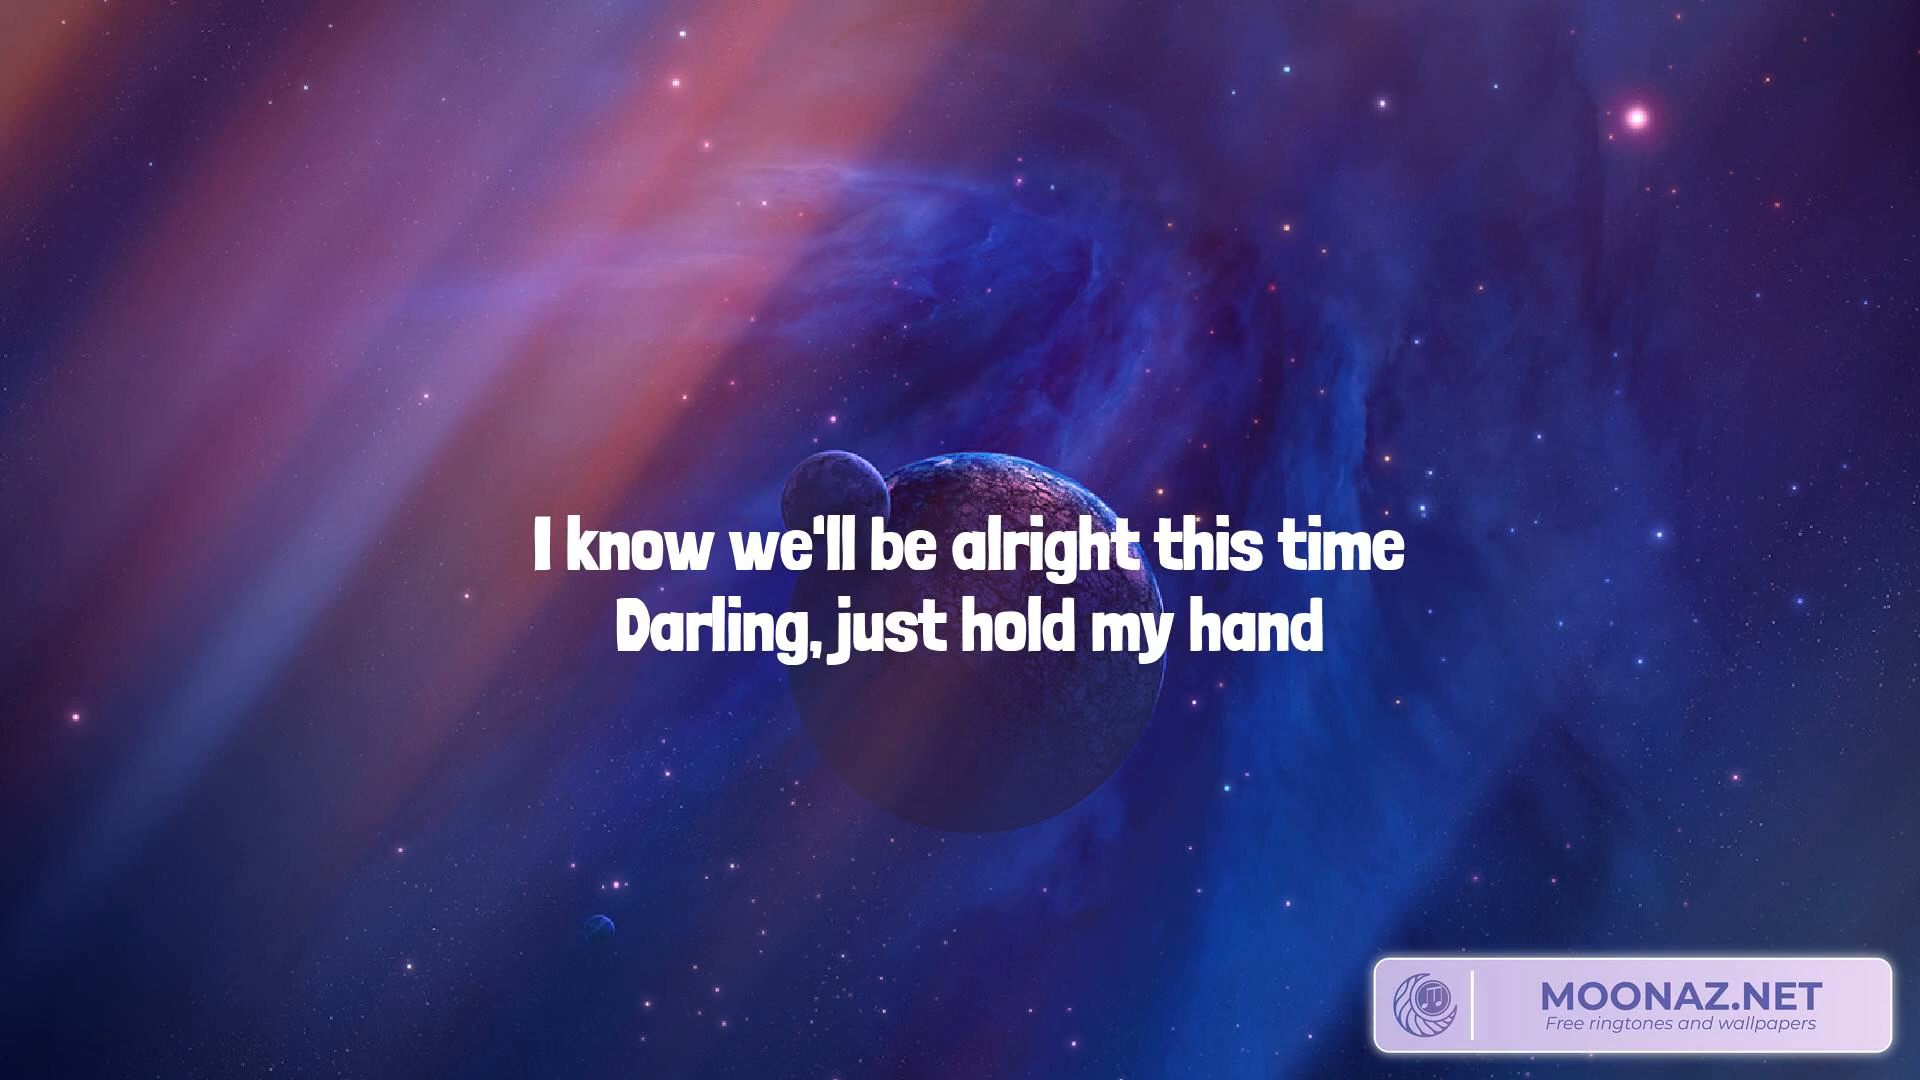 I know we'll be alright this time
Darling, just hold my hand
MOONAZ.NET
Free ringtones and wallpapers